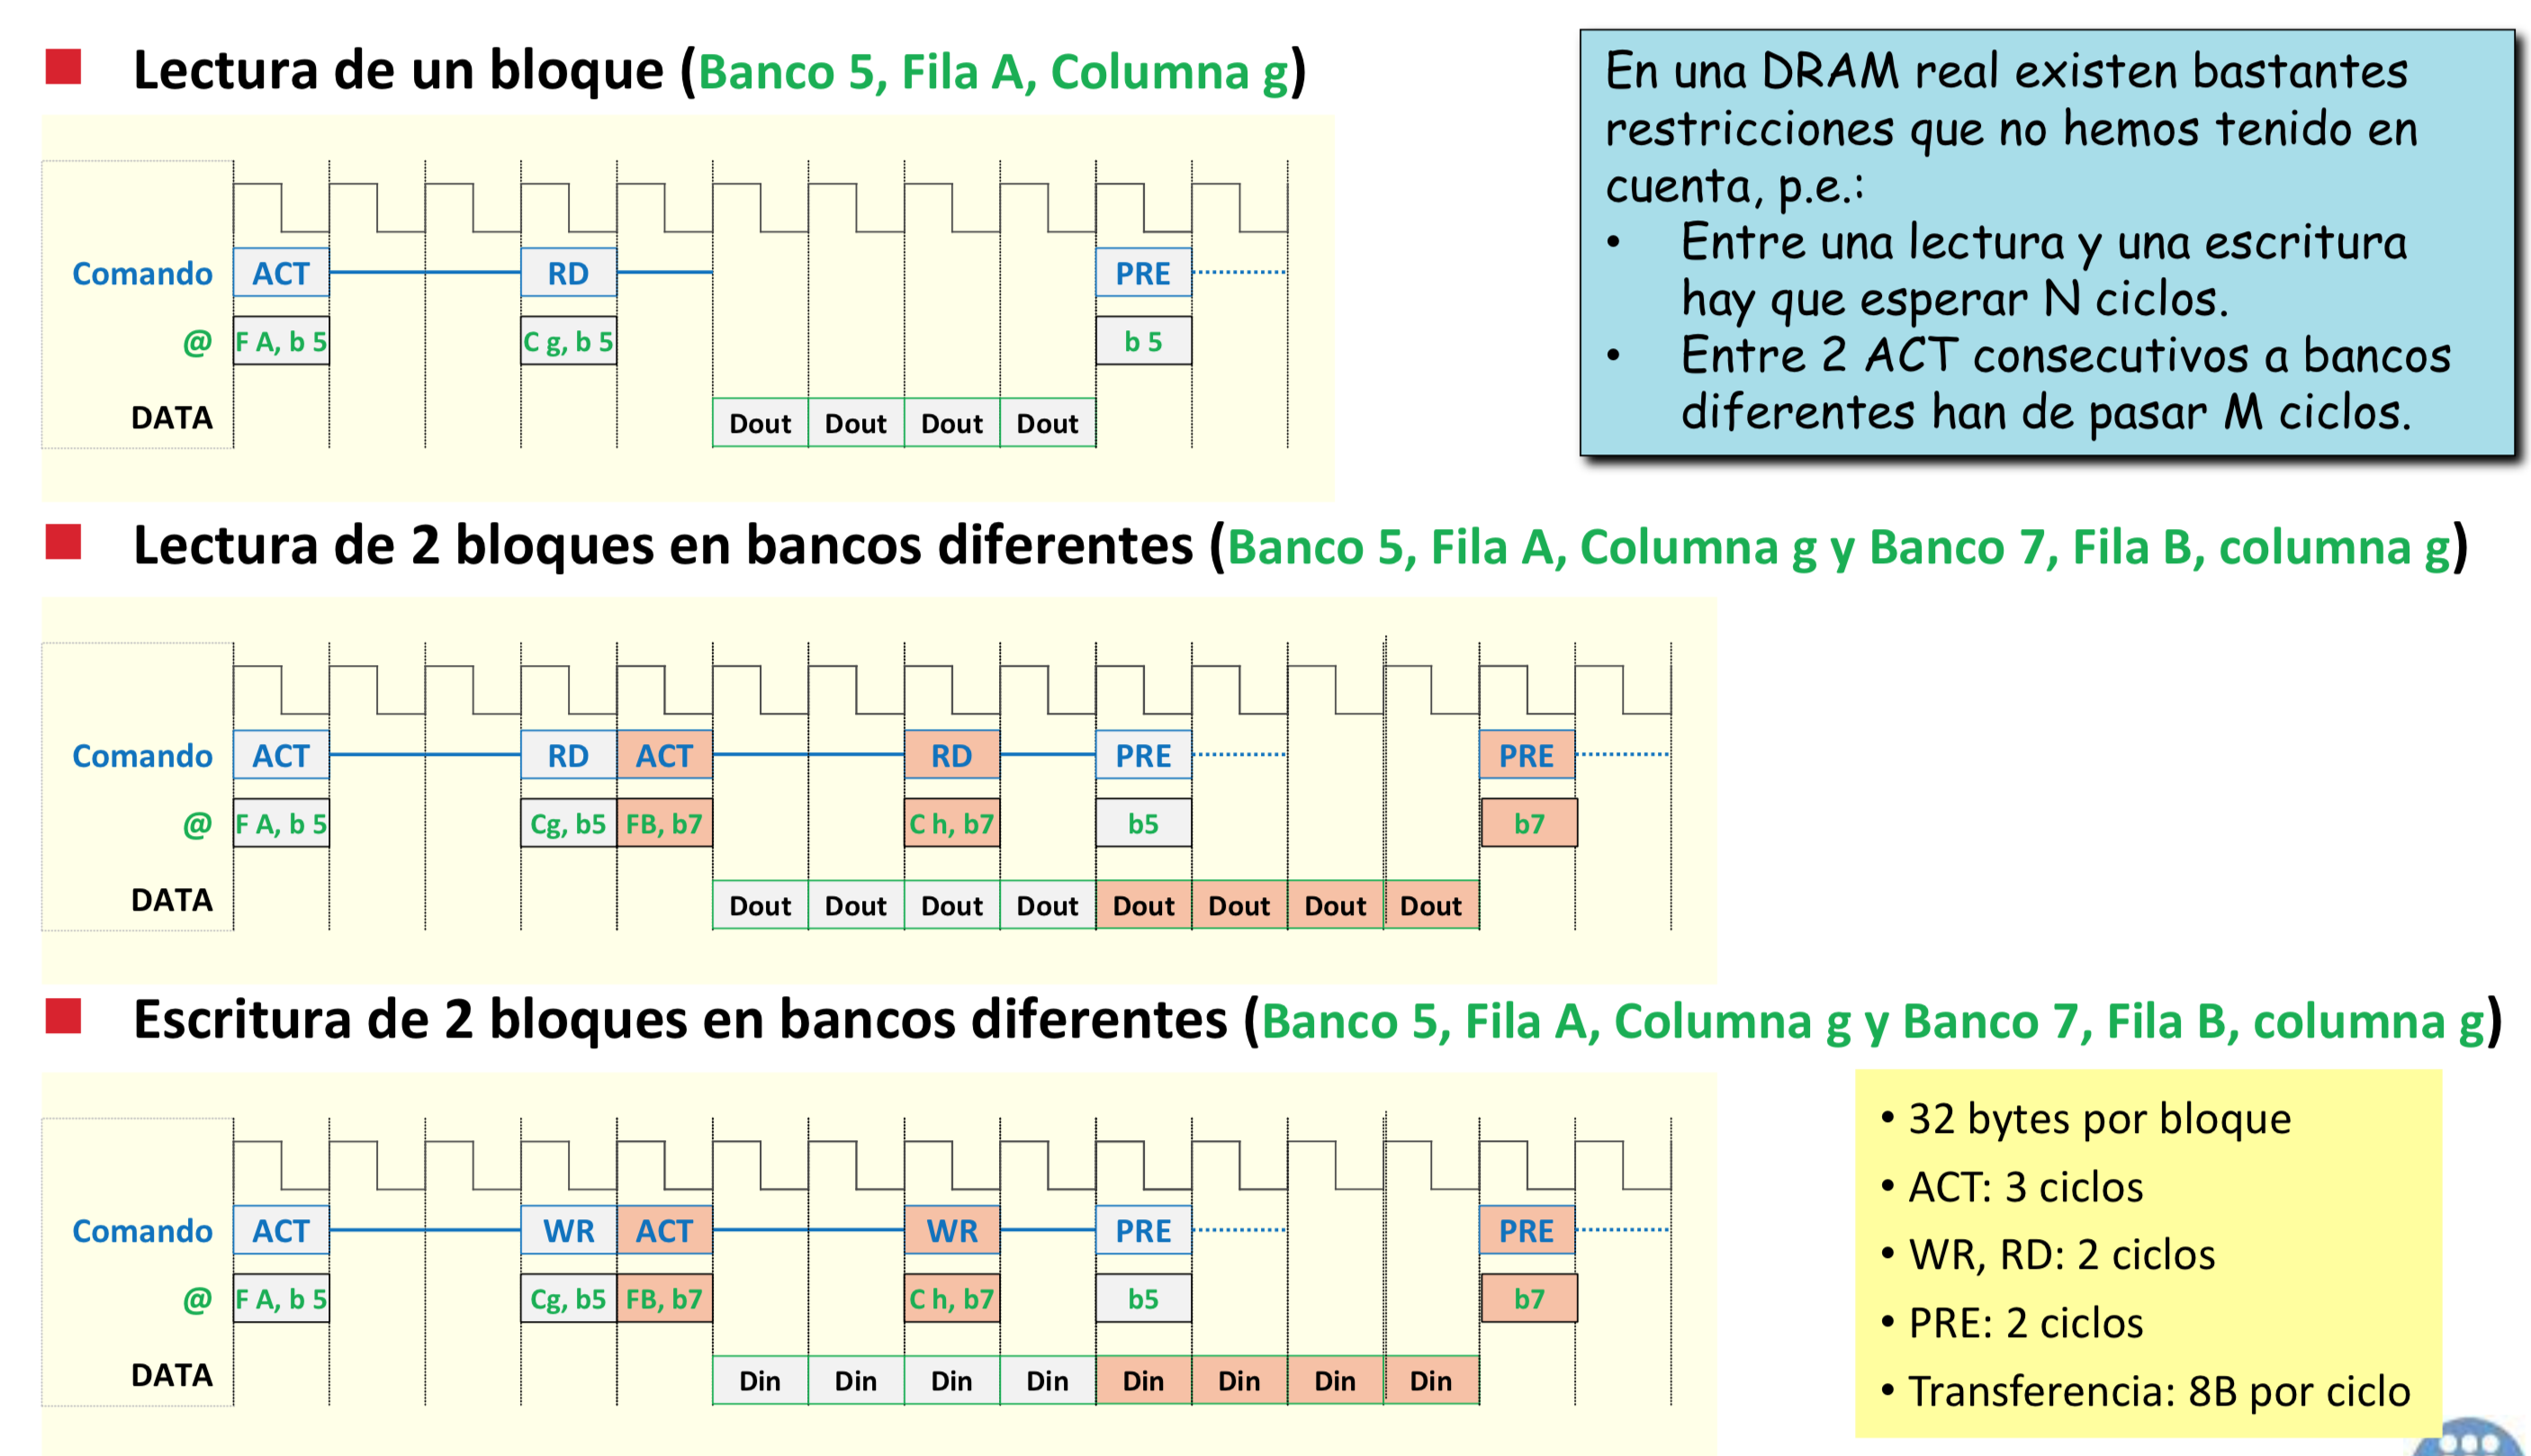 Lectura de un bloque (Banco 5, Fila A, Columna g)
En una DRAM real existen bastantes
restricciones que no hemos tenido en
cuenta, p.e.:
• Entre una lectura y una escritura
hay que esperar N ciclos.
• Entre 2 ACT consecutivos a bancos
diferentes han de pasar M ciclos.
Comando ACT RD PRE
@ F A, b 5 C g, b 5 b 5
DATA Dout Dout Dout Dout
Lectura de 2 bloques en bancos diferentes (Banco 5, Fila A, Columna g y Banco 7, Fila B, columna g)
Comando ACT RD ACT RD PRE PRE
@ F A, b 5 Cg, b5 FB, b7 C h, b7 b5 b7
DATA Dout Dout Dout Dout Dout Dout Dout Dout
Escritura de 2 bloques en bancos diferentes (Banco 5, Fila A, Columna g y Banco 7, Fila B, columna g)
Comando ACT WR ACT WR PRE PRE
@ F A, b 5 Cg, b5 FB, b7 C h, b7 b5 b7
DATA Din Din Din Din Din Din Din Din
• 32 bytes por bloque
• ACT: 3 ciclos
• WR, RD: 2 ciclos
• PRE: 2 ciclos
• Transferencia: 8B por ciclo